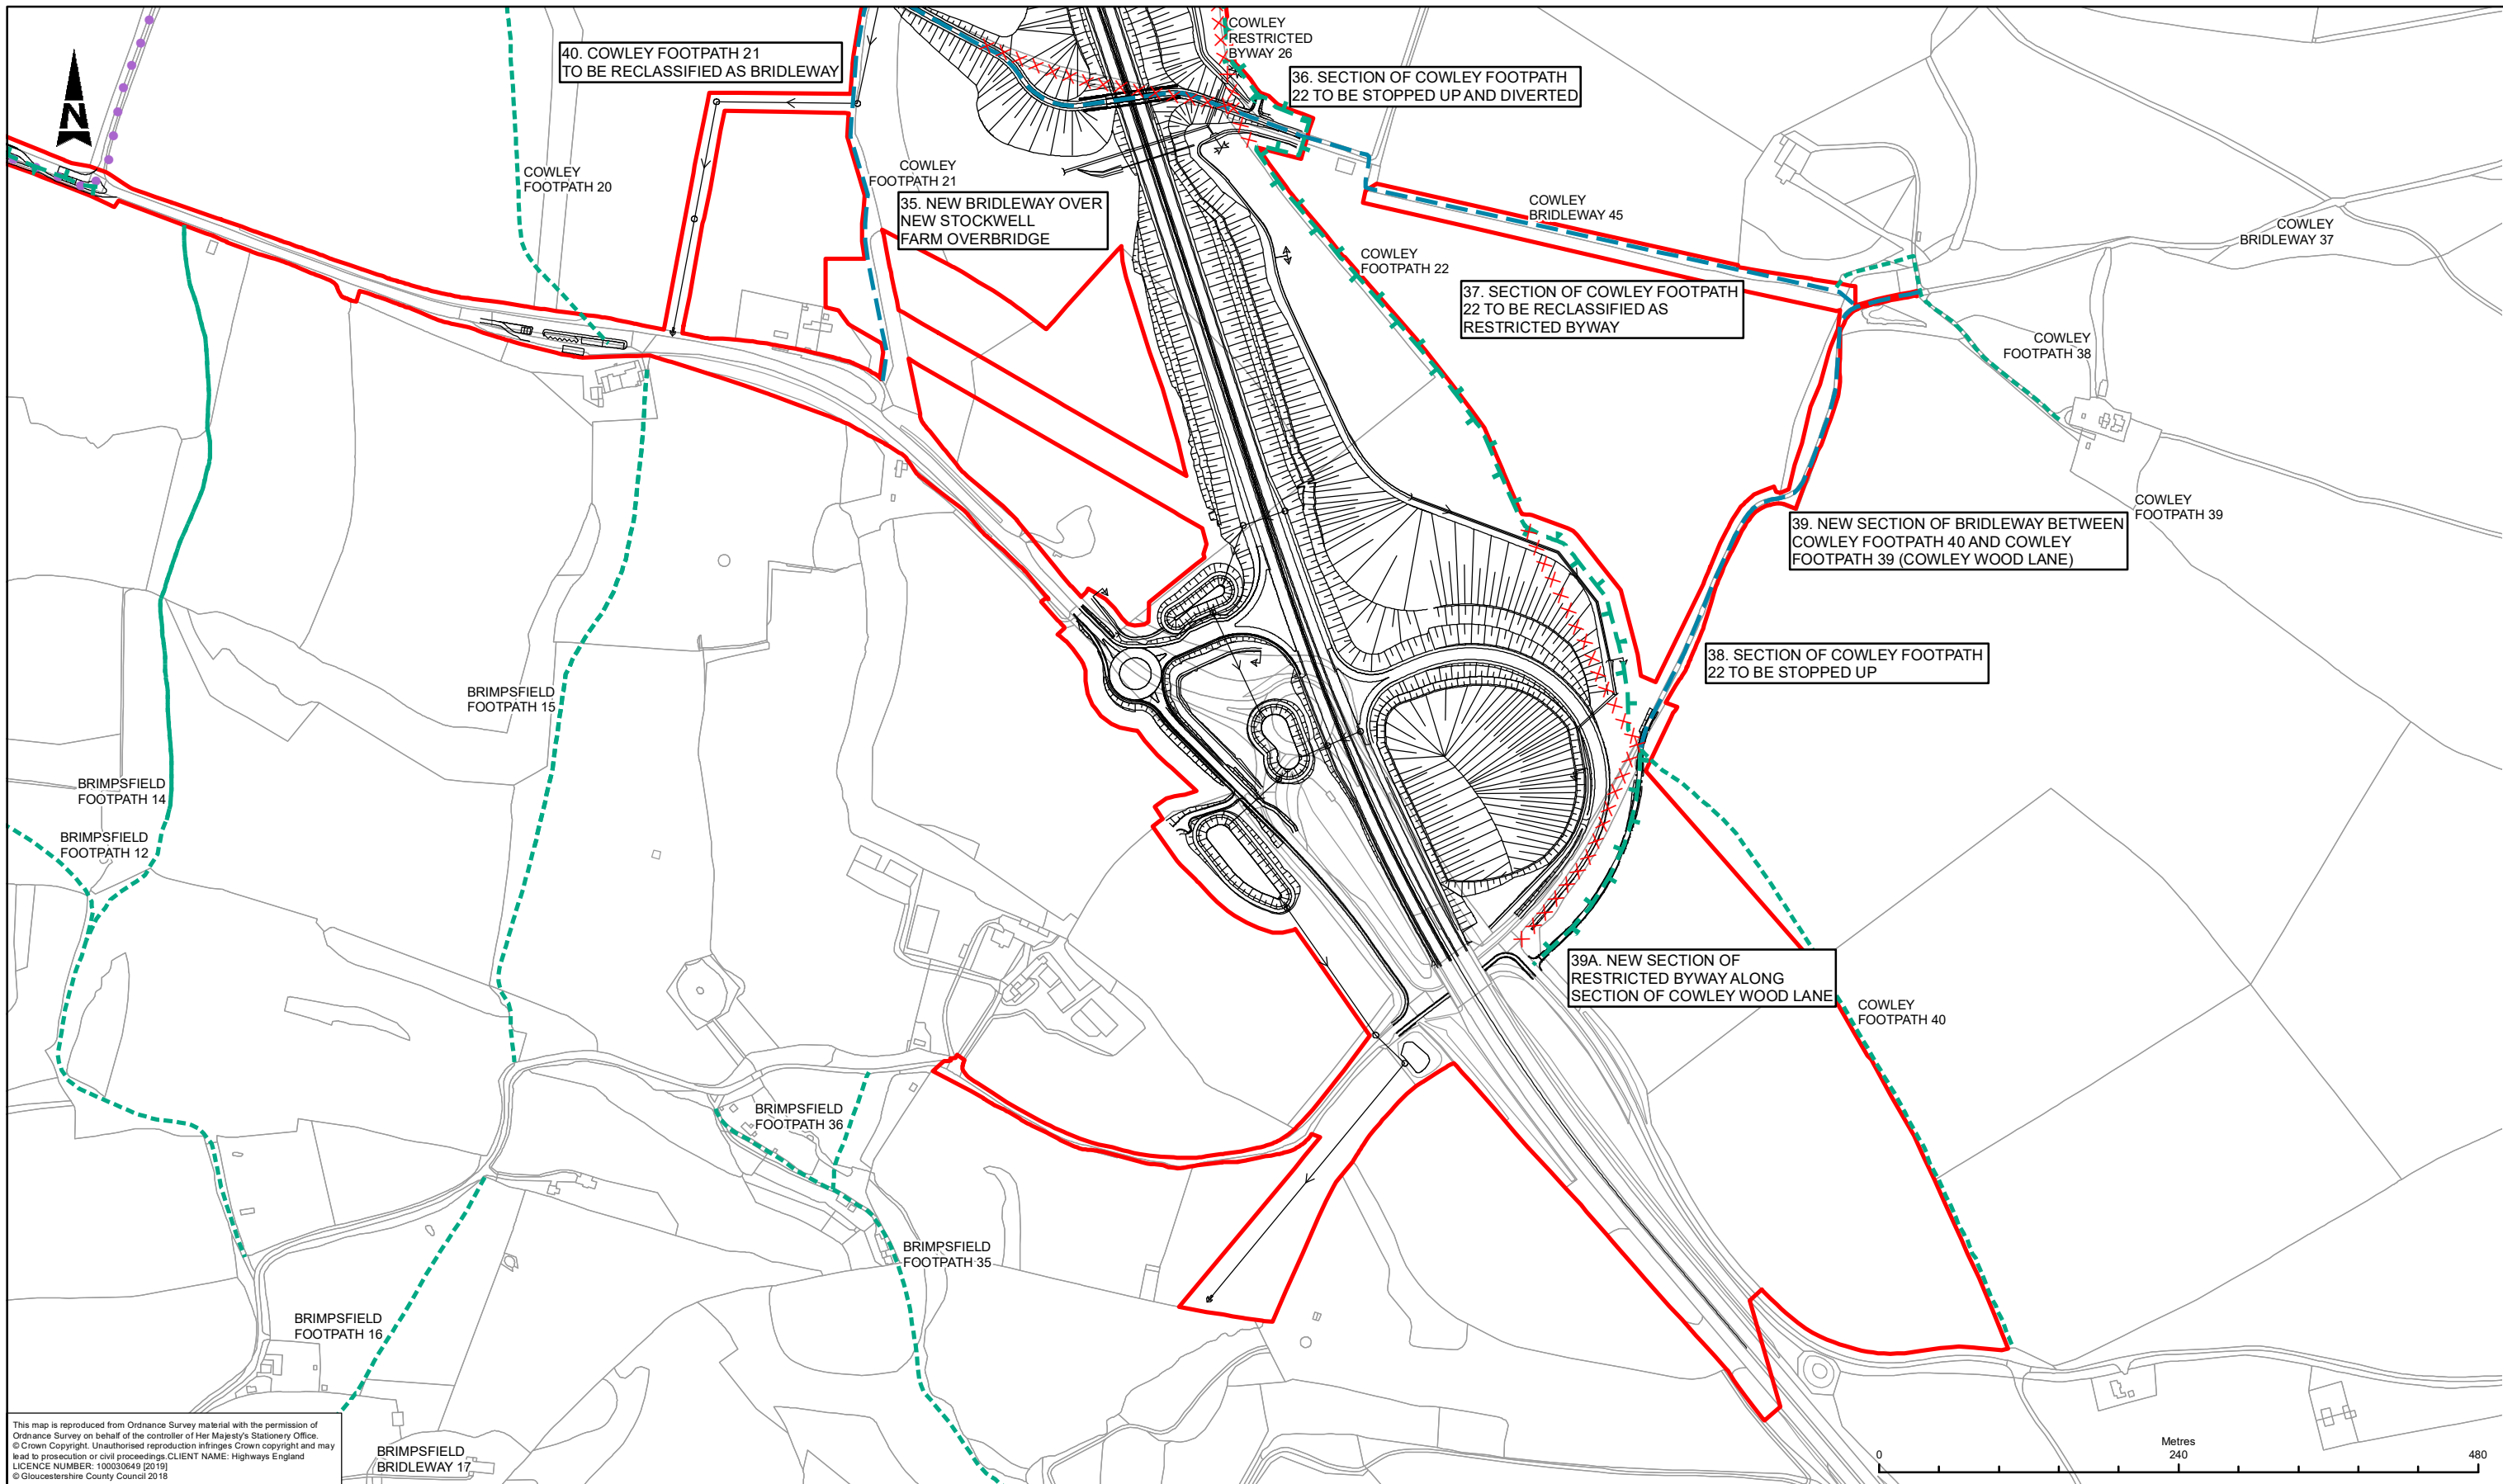 COWLEY
RESTRICTED
BYWAY 26
40. COWLEY FOOTPATH 21
TO BE RECLASSIFIED AS BRIDLEWAY
36. SECTION OF COWLEY FOOTPATH
22 TO BE STOPPED UP AND DIVERTED
N
COWLEY
FOOTPATH 20
COWLEY
FOOTPATH 21
35. NEW BRIDLEWAY OVER
NEW STOCKWELL
FARM OVERBRIDGE
COWLEY
BRIDLEWAY 45
COWLEY
BRIDLEWAY 37
COWLEY
FOOTPATH 22
37. SECTION OF COWLEY FOOTPATH
22 TO BE RECLASSIFIED AS
RESTRICTED BYWAY
COWLEY
FOOTPATH 38
COWLEY
FOOTPATH 39
39. NEW SECTION OF BRIDLEWAY BETWEEN
COWLEY FOOTPATH 40 AND COWLEY
FOOTPATH 39 (COWLEY WOOD LANE)
38. SECTION OF COWLEY FOOTPATH
22 TO BE STOPPED UP
BRIMPSFIELD
FOOTPATH 15
BRIMPSFIELD
FOOTPATH 14
BRIMPSFIELD
FOOTPATH 12
39A. NEW SECTION OF
RESTRICTED BYWAY ALONG
SECTION OF COWLEY WOOD LANE
COWLEY
FOOTPATH 40
BRIMPSFIELD
FOOTPATH 36
BRIMPSFIELD
FOOTPATH 35
BRIMPSFIELD
FOOTPATH 16
BRIMPSFIELD
BRIDLEWAY 17
This map is reproduced from Ordnance Survey material with the permission of
Ordnance Survey on behalf of the controller of Her Majesty's Stationery Office.
© Crown Copyright. Unauthorised reproduction infringes Crown copyright and may
lead to prosecution or civil proceedings.CLIENT NAME: Highways England
LICENCE NUMBER: 100030649 [2019]
© Gloucestershire County Council 2018
Metres
0 240 480